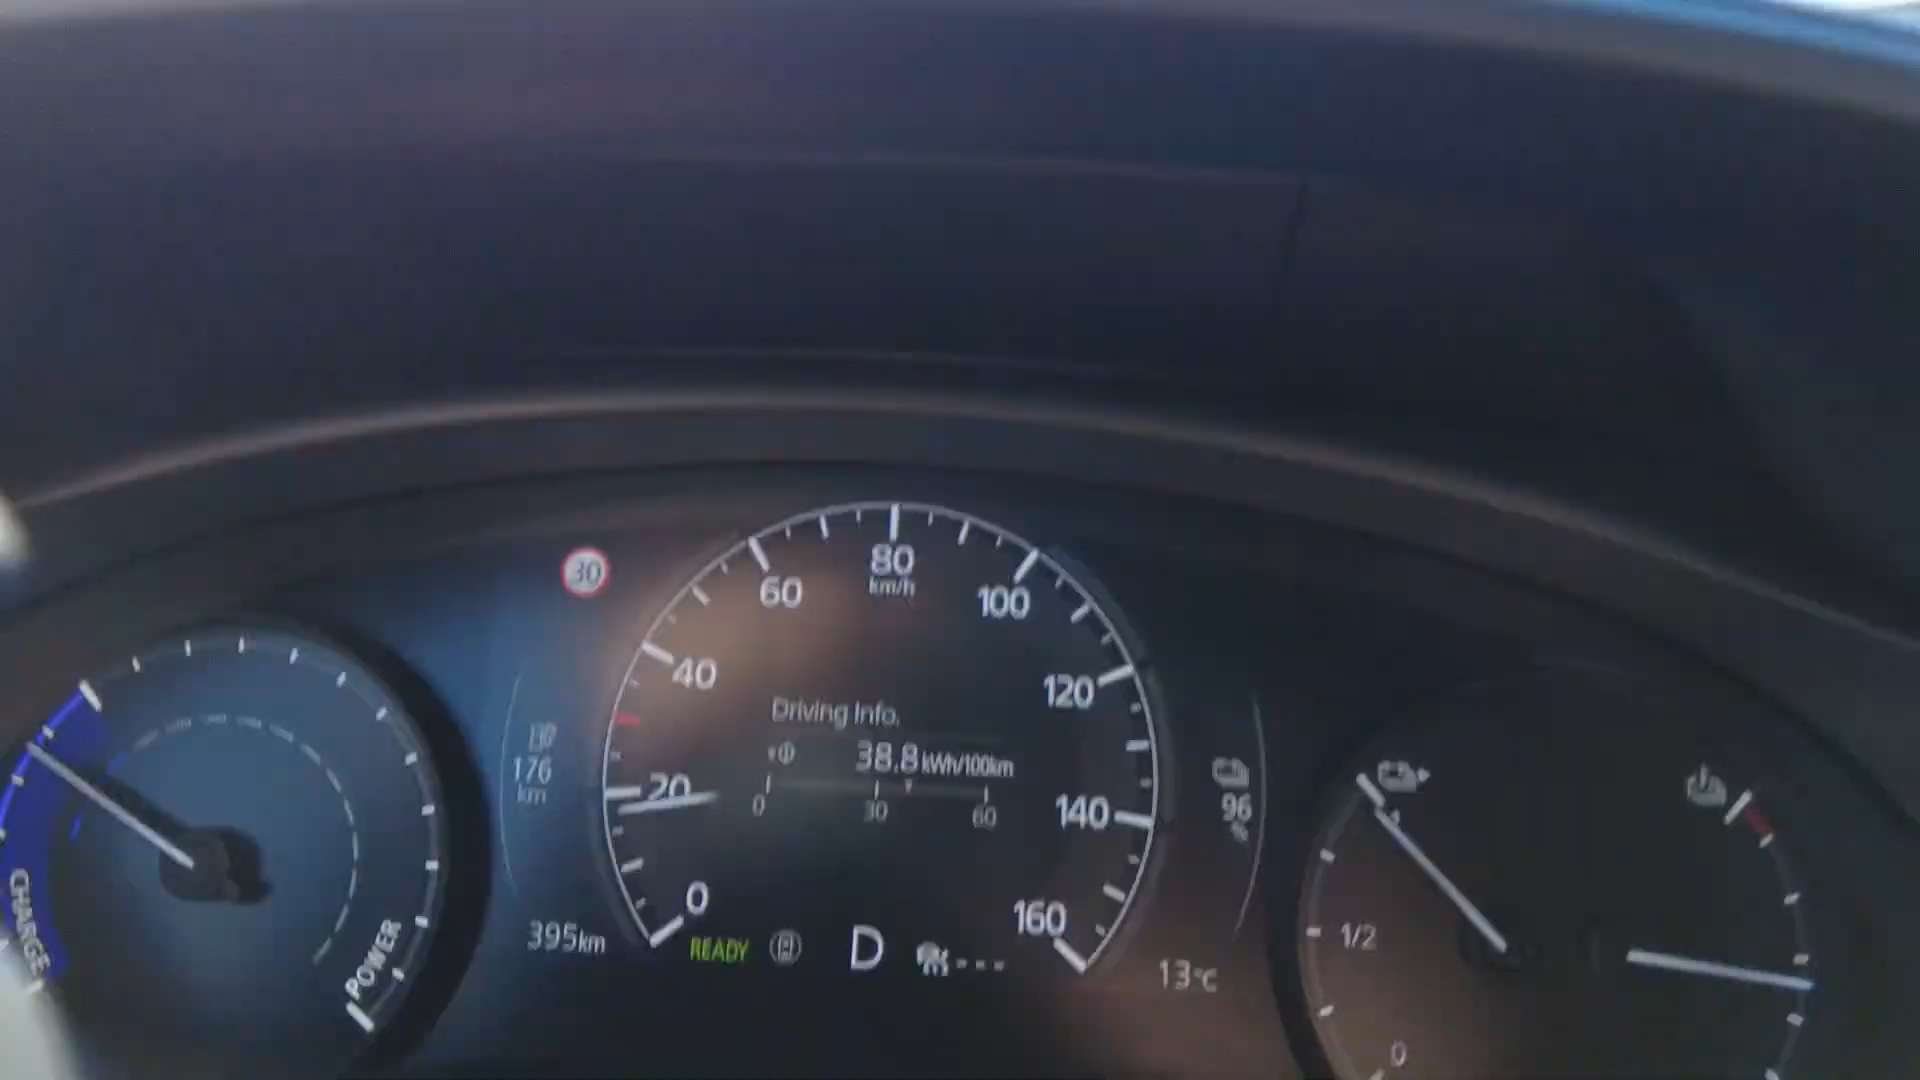 30
80
km/h
60
100
40
120
Driving Info.
38.8 kWh/100km
176
km
20
0 30 60
140
96
%
CHARGE
POWER
0
160
395km
READY
D
---
13°C
1
1/2
0